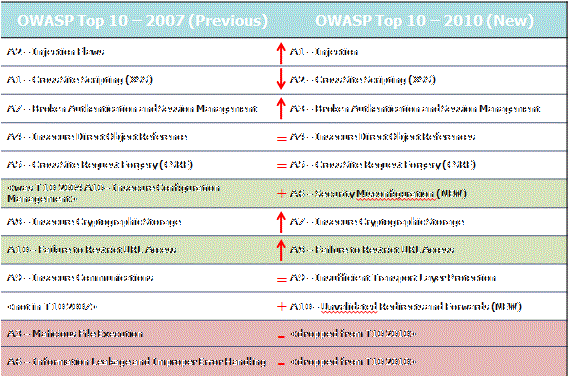 OWASP Top 10 – 2007 (Previous) OWASP Top 10 – 2010 (New)
A2 – Injection Flaws ↑ A1 – Injection
A1 – Cross Site Scripting (XSS) ↓ A2 – Cross Site Scripting (XSS)
A7 – Broken Authentication and Session Management ↑ A3 – Broken Authentication and Session Management
A4 – Insecure Direct Object Reference = A4 – Insecure Direct Object References
A5 – Cross Site Request Forgery (CSRF) = A5 – Cross Site Request Forgery (CSRF)
<was T10 2004 A10 – Insecure Configuration Management> + A6 – Security Misconfiguration (NEW)
A8 – Insecure Cryptographic Storage ↑ A7 – Insecure Cryptographic Storage
A10 – Failure to Restrict URL Access ↑ A8 – Failure to Restrict URL Access
A9 – Insecure Communications = A9 – Insufficient Transport Layer Protection
<not in T10 2007> + A10 – Unvalidated Redirects and Forwards (NEW)
A3 – Malicious File Execution - <dropped from T10 2010>
A6 – Information Leakage and Improper Error Handling - <dropped from T10 2010>